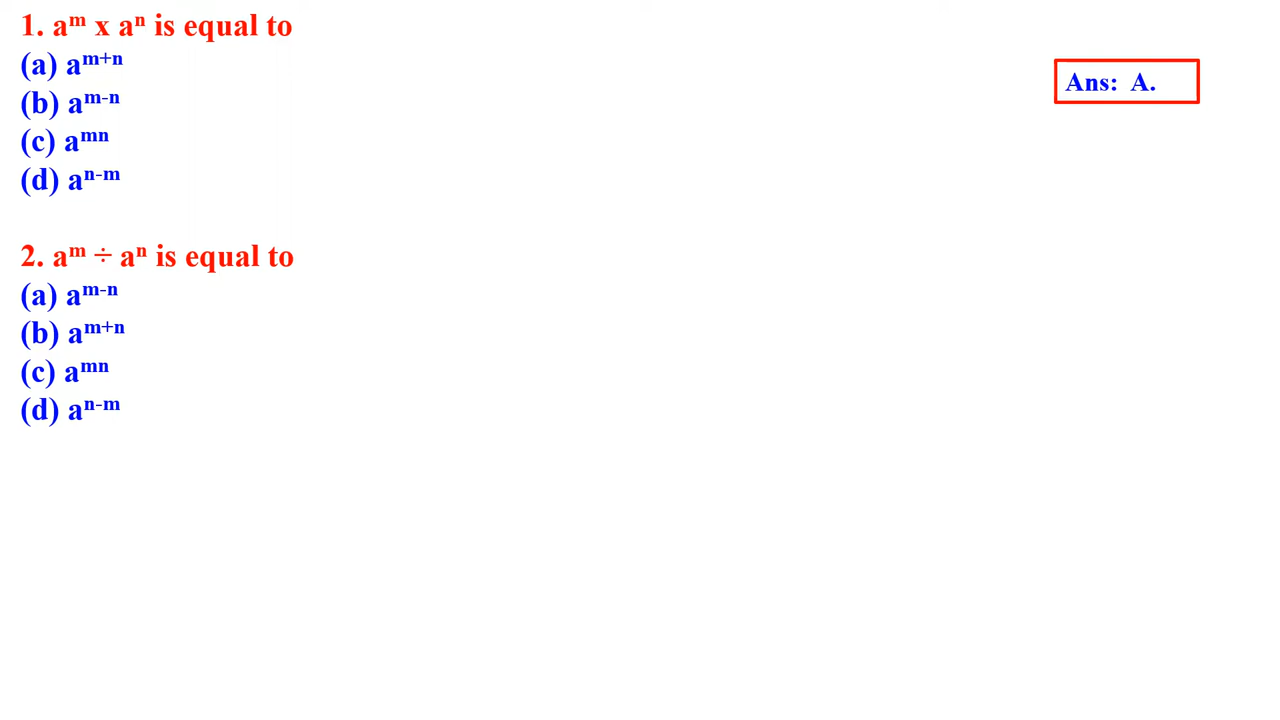 1. aᵐ x aⁿ is equal to
(a) aᵐ⁺ⁿ
Ans: A.
(b) aᵐ⁻ⁿ
(c) aᵐⁿ
(d) aⁿ⁻ᵐ
2. aᵐ ÷ aⁿ is equal to
(a) aᵐ⁻ⁿ
(b) aᵐ⁺ⁿ
(c) aᵐⁿ
(d) aⁿ⁻ᵐ